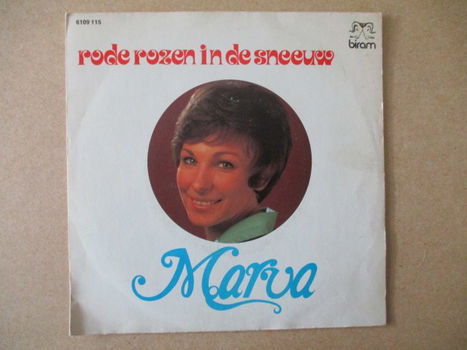 6109 115
rode rozen in de sneeuw
biram
Marva